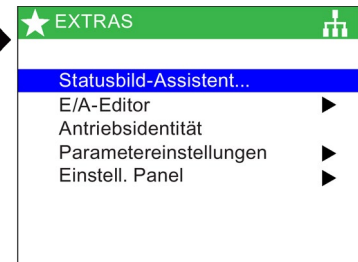 EXTRAS
Statusbild-Assistent...
E/A-Editor
Antriebsidentität
Parametereinstellungen
Einstell. Panel